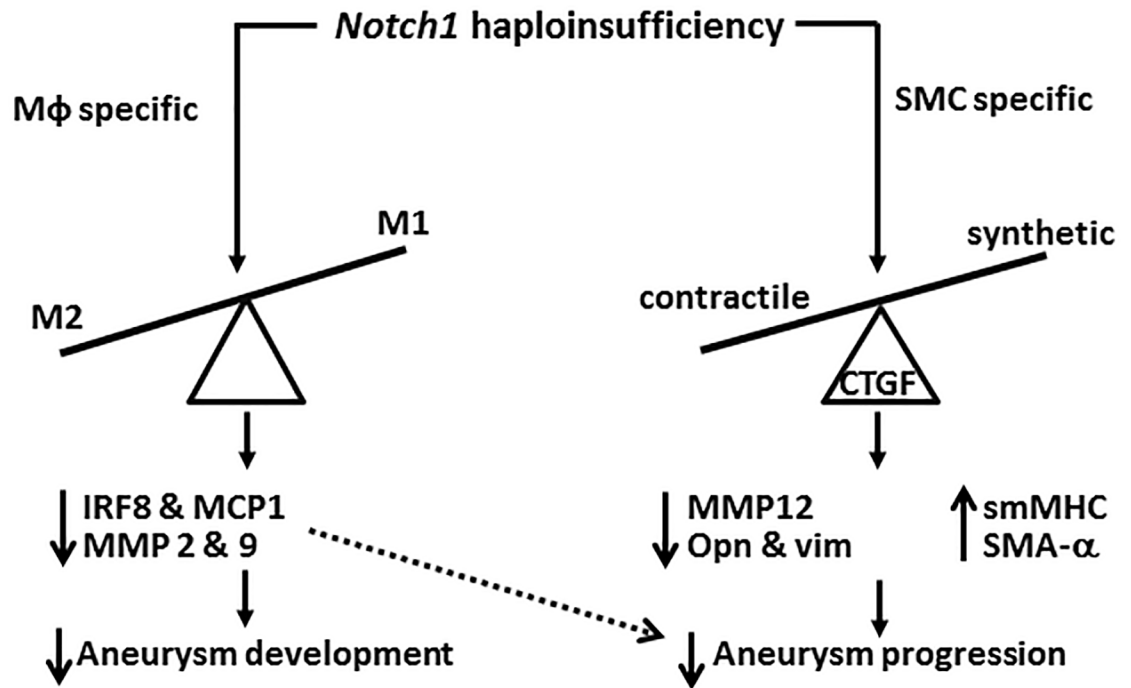 Notch1 haploinsufficiency
Mϕ specific
SMC specific
M1
M2
synthetic
contractile
CTGF
IRF8 & MCP1
MMP 2 & 9
MMP12
Opn & vim
smMHC
SMA-α
Aneurysm development
Aneurysm progression